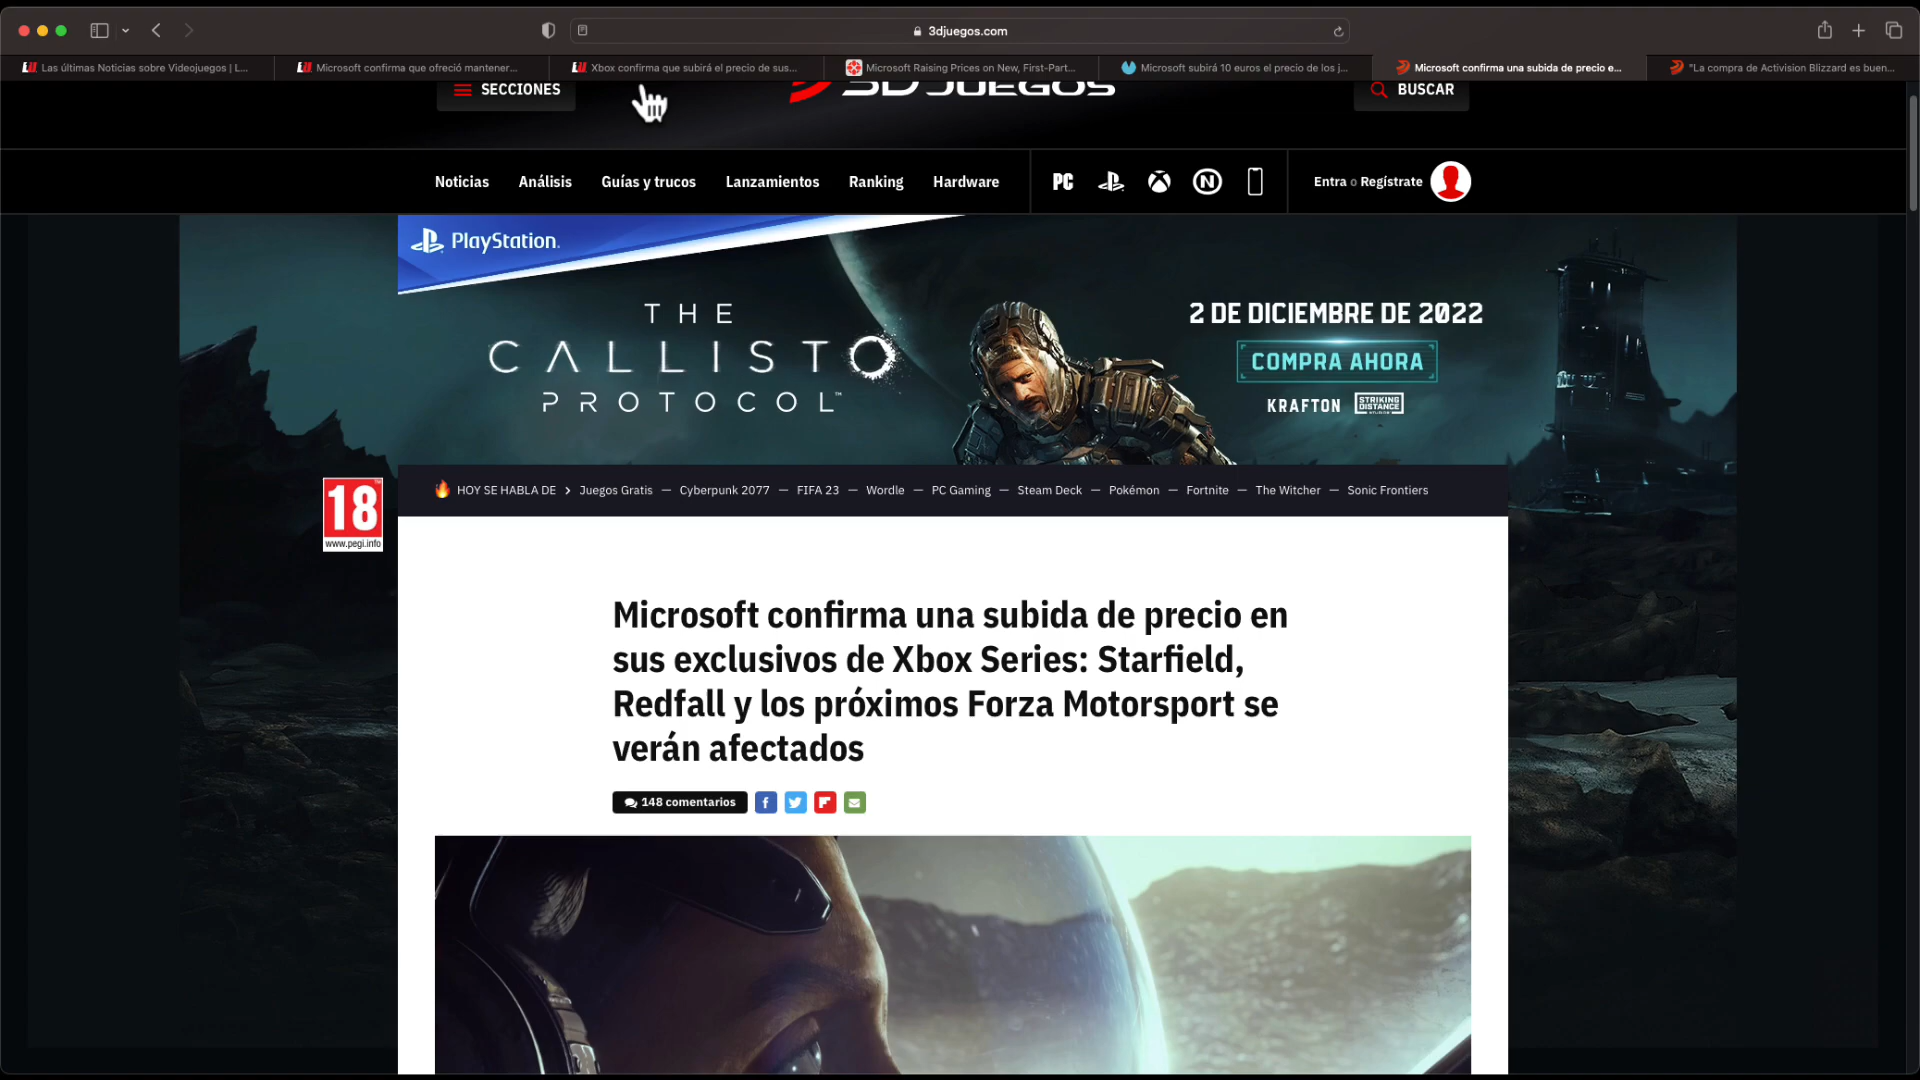 3djuegos.com
Las últimas Noticias sobre Videojuegos | L...
Microsoft confirma que ofreció mantener...
Xbox confirma que subirá el precio de sus...
Microsoft Raising Prices on New, First-Part...
Microsoft subirá 10 euros el precio de los j...
Microsoft confirma una subida de precio e...
"La compra de Activision Blizzard es buen...
SECCIONES
3DJUEGOS
BUSCAR
Noticias
Análisis
Guías y trucos
Lanzamientos
Ranking
Hardware
PC
N
Entra o Regístrate
PlayStation.
THE
CALLISTO
PROTOCOL™
2 DE DICIEMBRE DE 2022
COMPRA AHORA
KRAFTON
STRIKING
DISTANCE
18
www.pegi.info
HOY SE HABLA DE > Juegos Gratis — Cyberpunk 2077 — FIFA 23 — Wordle — PC Gaming — Steam Deck — Pokémon — Fortnite — The Witcher — Sonic Frontiers
Microsoft confirma una subida de precio en
sus exclusivos de Xbox Series: Starfield,
Redfall y los próximos Forza Motorsport se
verán afectados
148 comentarios